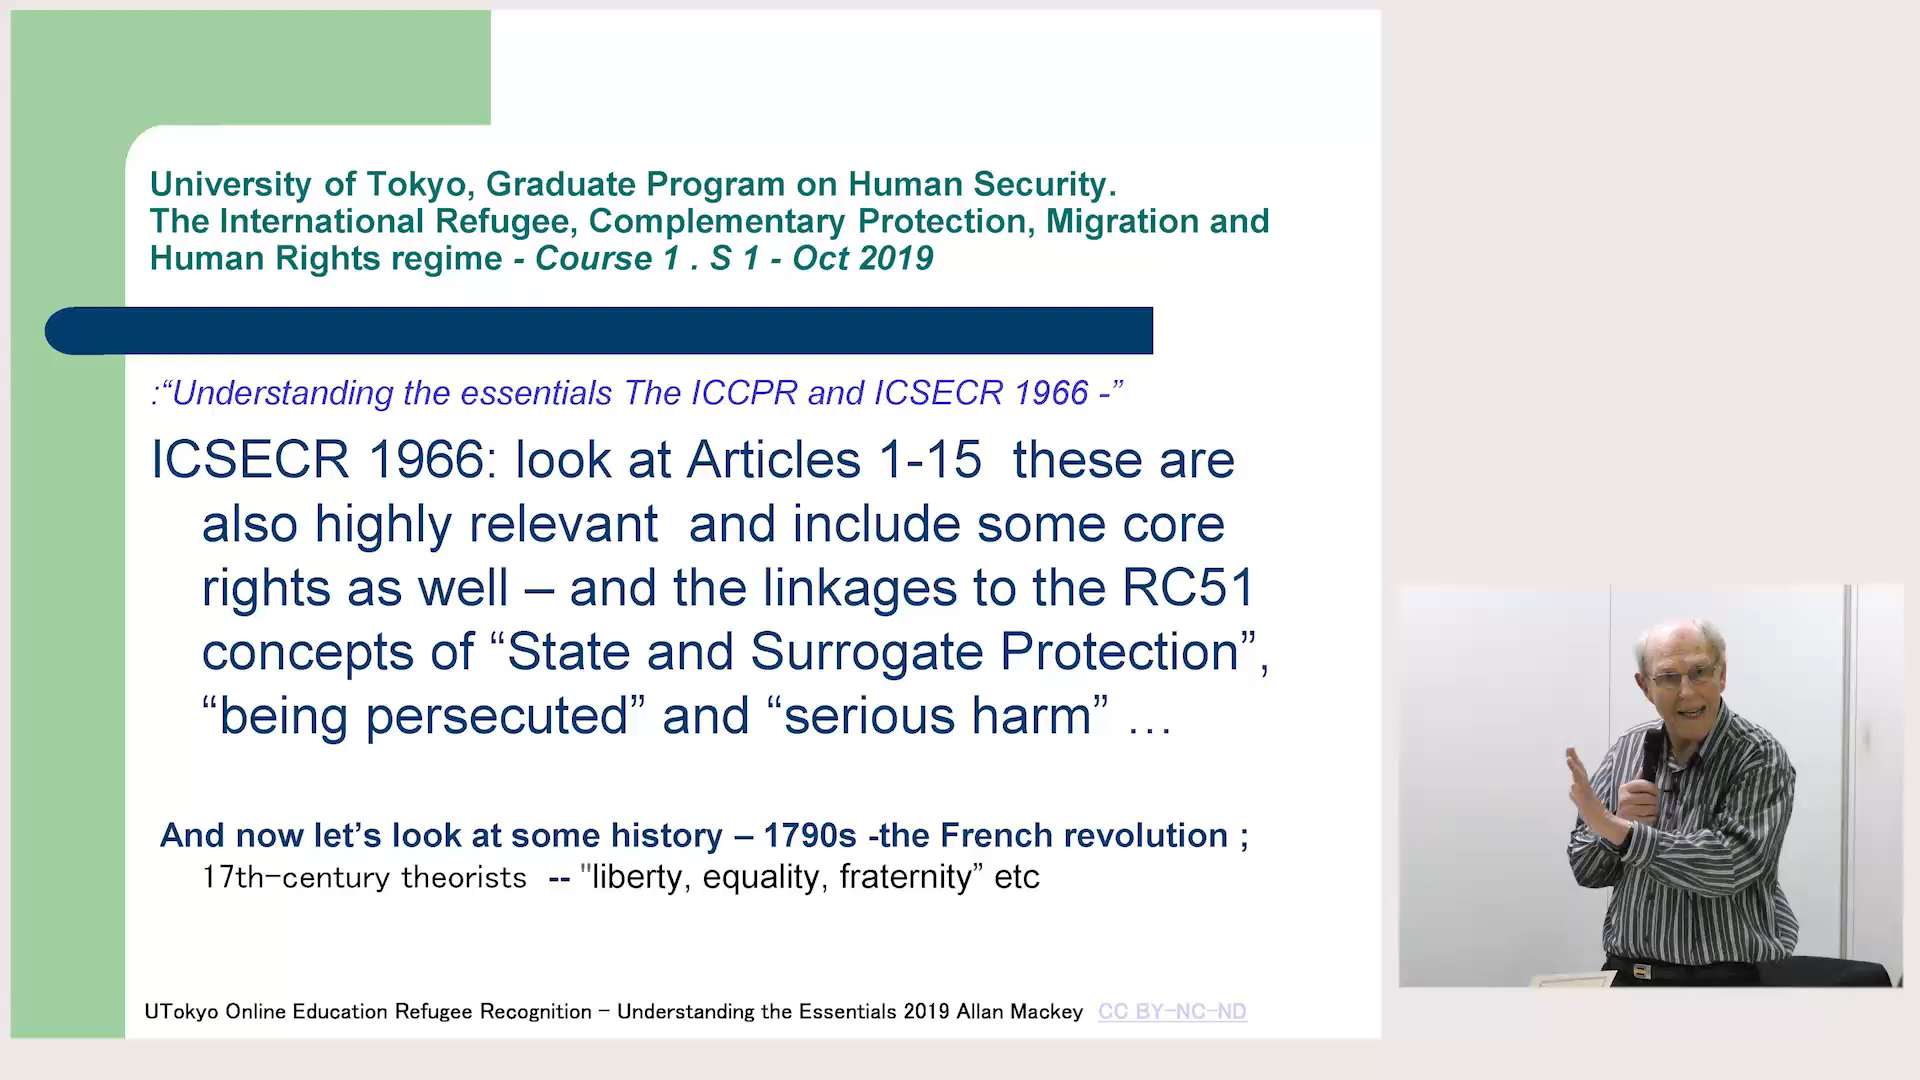 University of Tokyo, Graduate Program on Human Security.
The International Refugee, Complementary Protection, Migration and
Human Rights regime - Course 1 . S 1 - Oct 2019
:“Understanding the essentials The ICCPR and ICSECR 1966 -”
ICSECR 1966: look at Articles 1-15  these are
also highly relevant  and include some core
rights as well – and the linkages to the RC51
concepts of “State and Surrogate Protection”,
“being persecuted” and “serious harm” …
And now let’s look at some history – 1790s -the French revolution ;
17th-century theorists  -- "liberty, equality, fraternity” etc
UTokyo Online Education Refugee Recognition – Understanding the Essentials 2019 Allan Mackey  CC BY-NC-ND